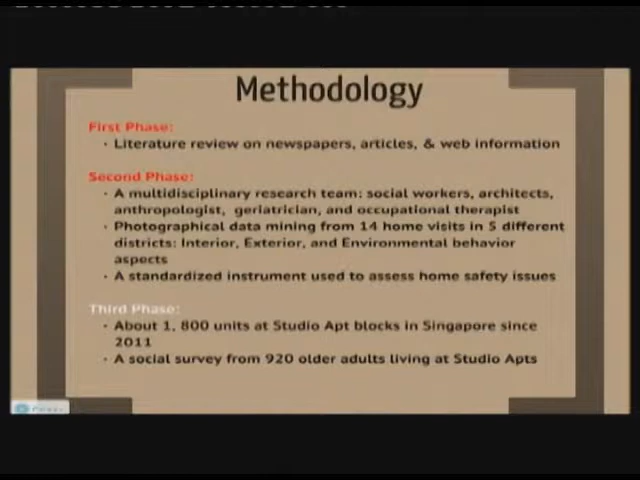 Methodology
First Phase:
· Literature review on newspapers, articles, & web information
Second Phase:
· A multidisciplinary research team: social workers, architects,
anthropologist, geriatrician, and occupational therapist
· Photographical data mining from 14 home visits in 5 different
districts: Interior, Exterior, and Environmental behavior
aspects
· A standardized instrument used to assess home safety issues
Third Phase:
· About 1, 800 units at Studio Apt blocks in Singapore since
2011
· A social survey from 920 older adults living at Studio Apts